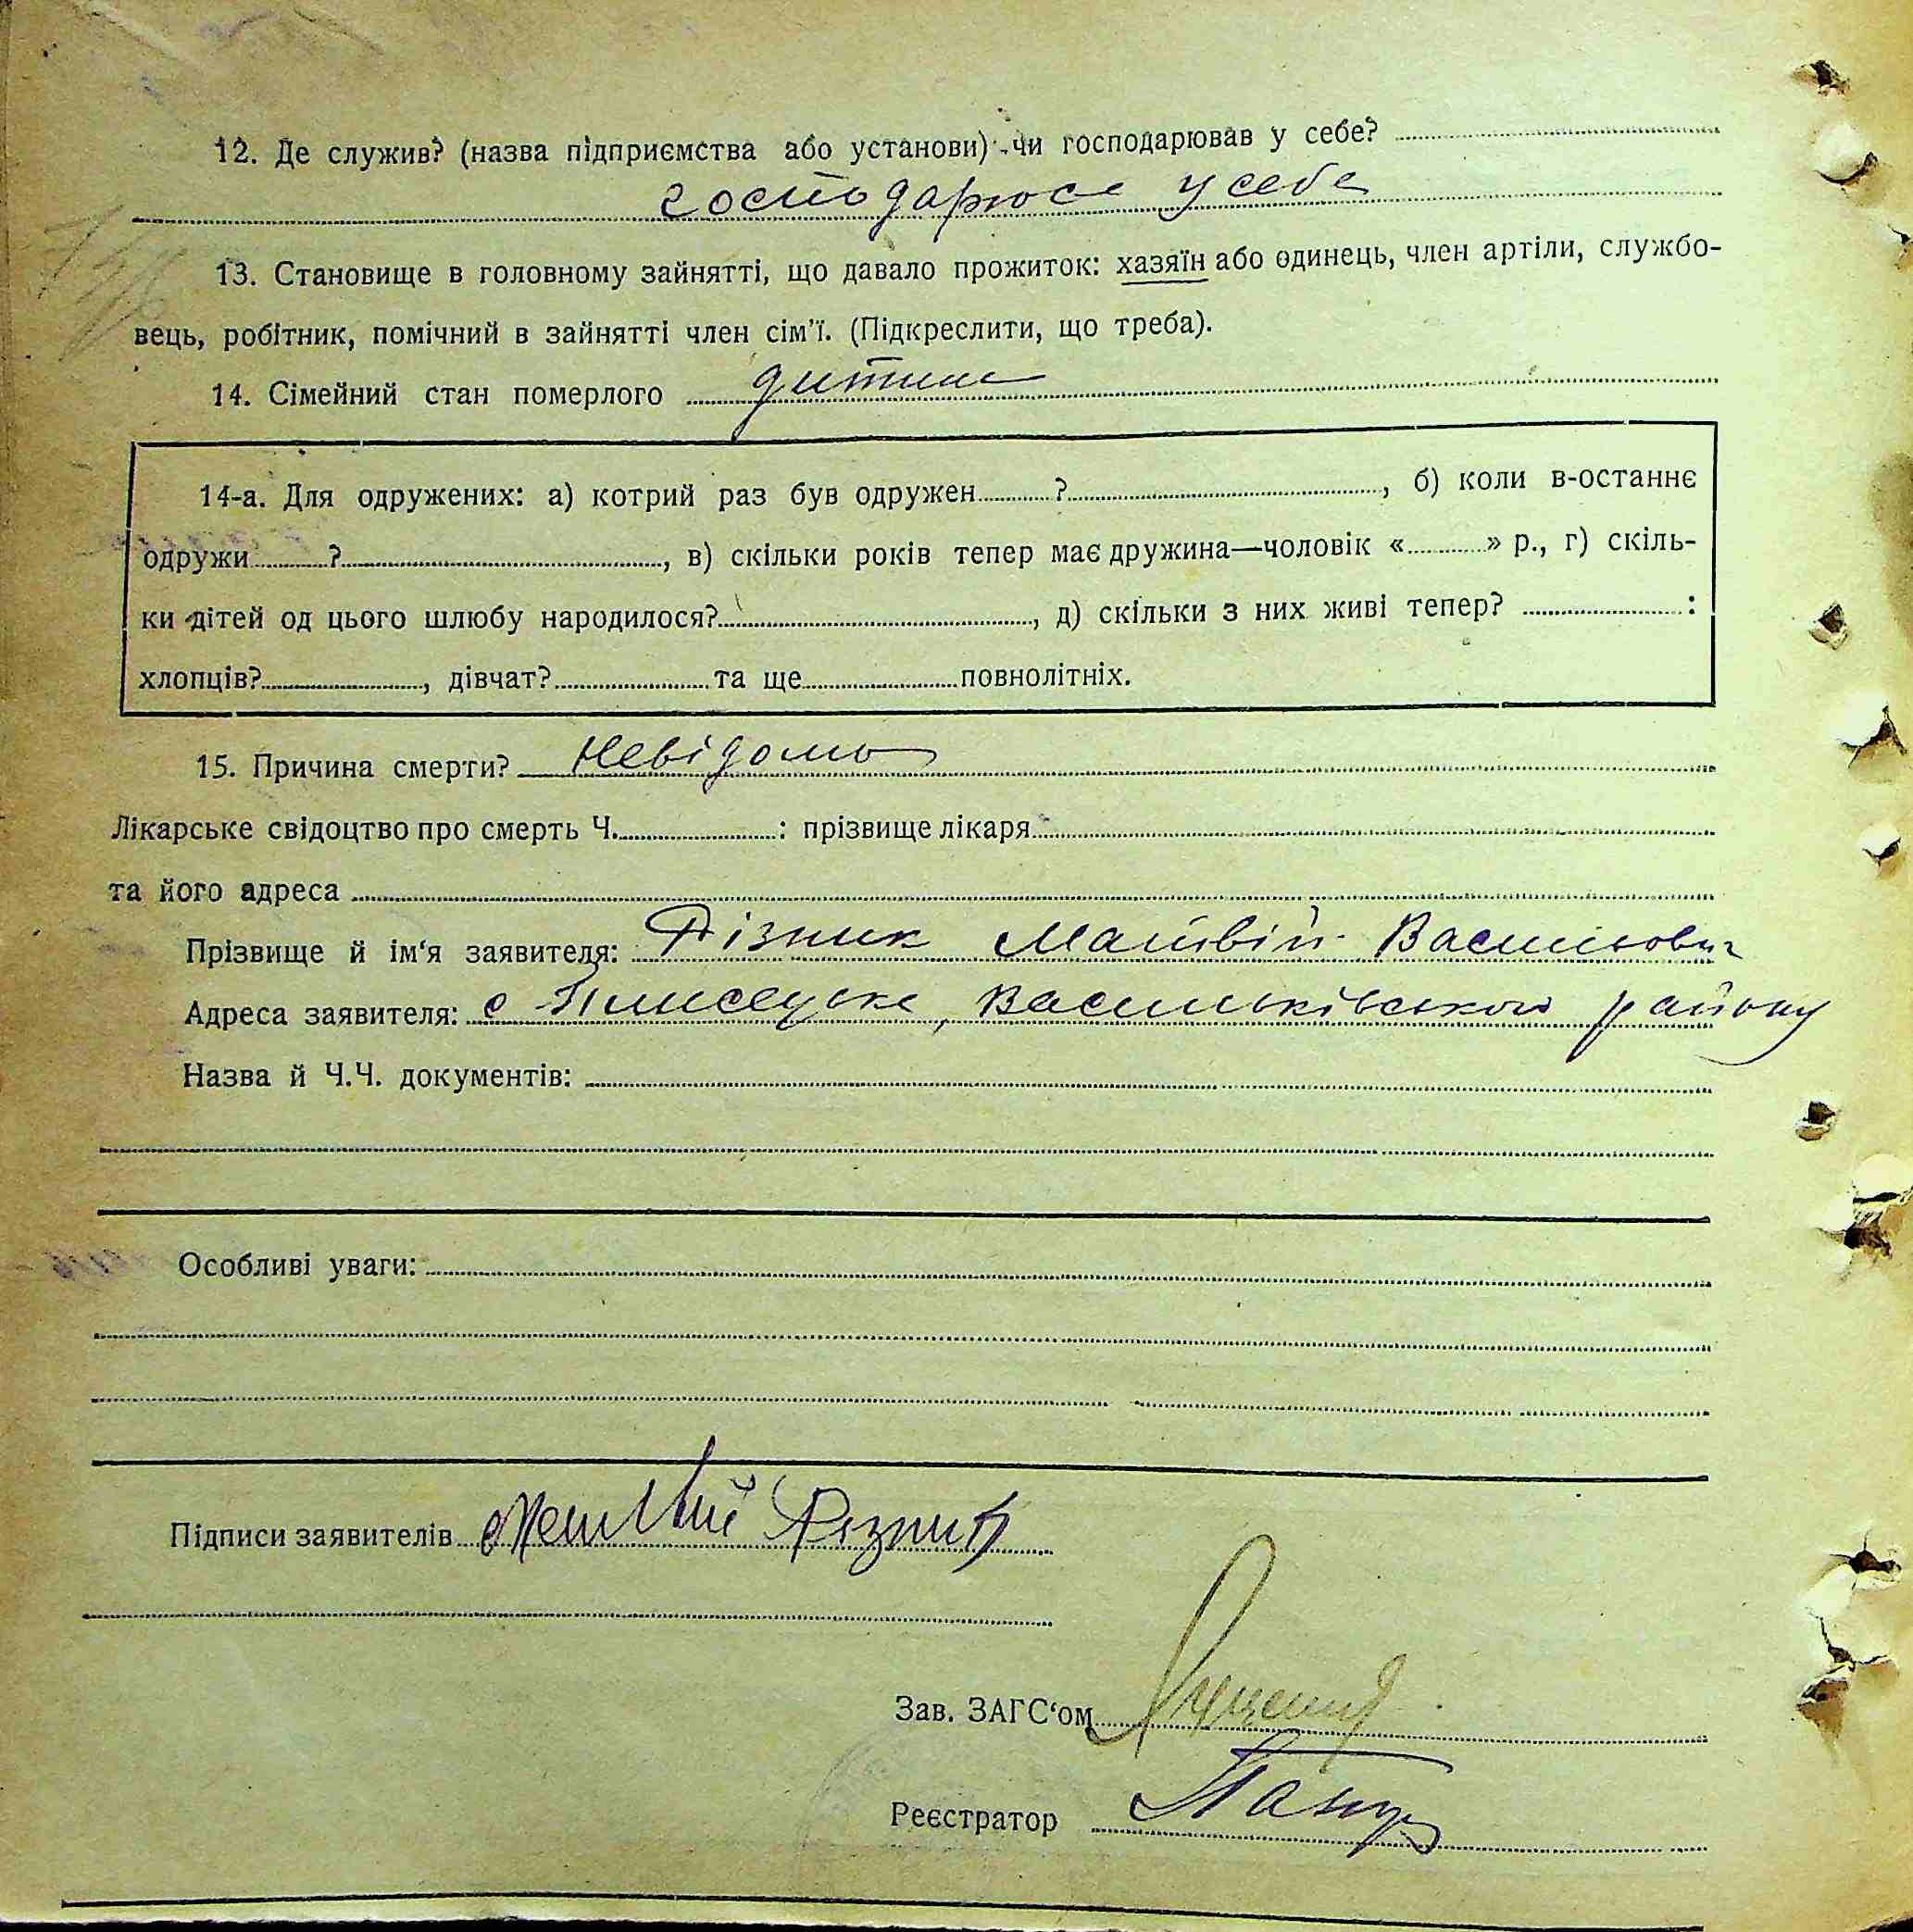 12. Де служив? (назва підприємства або установи) чи господарював у себе?
господарює у себе
13. Становище в головному зайнятті, що давало прожиток: хазяїн або одинець, член артіли, службо-
вець, робітник, помічний в зайнятті член сім'ї. (Підкреслити, що треба).
14. Сімейний стан померлого дитина
14-а. Для одружених: а) котрий раз був одружен ? , б) коли в-останнє
одружи ? , в) скільки років тепер має дружина—чоловік « » р., г) скіль-
ки дітей од цього шлюбу народилося? , д) скільки з них живі тепер? :
хлопців? , дівчат? та ще повнолітніх.
15. Причина смерти? Невідомо
Лікарське свідоцтво про смерть Ч. : прізвище лікаря
та його адреса
Прізвище й ім'я заявителя: Різник Матвій Васильович
Адреса заявителя: с Плисецьке, Васильківського району
Назва й Ч.Ч. документів:
Особливі уваги:
Підписи заявителів Різник
Зав. ЗАГС'ом
Реєстратор